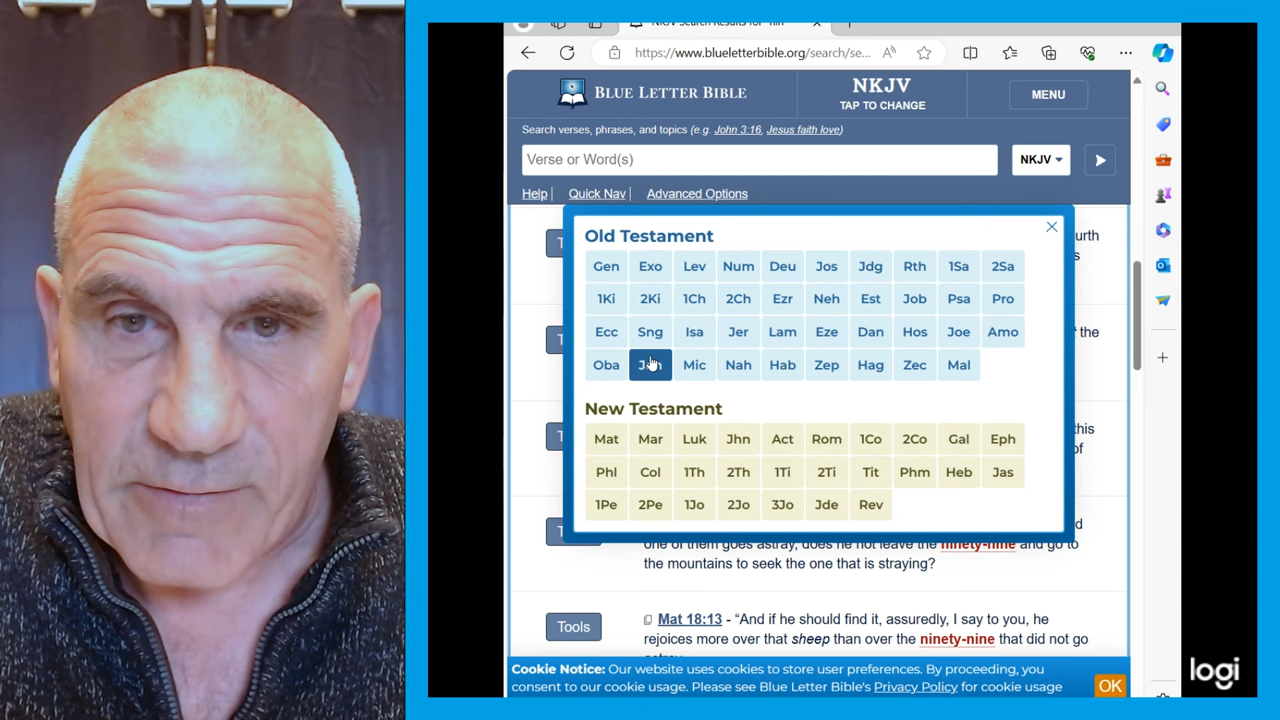 https://www.blueletterbible.org/search/se...
BLUE LETTER BIBLE
NKJV
TAP TO CHANGE
MENU
Search verses, phrases, and topics (e.g. John 3:16, Jesus faith love)
Verse or Word(s)
NKJV
Help
Quick Nav
Advanced Options
Old Testament
Gen Exo Lev Num Deu Jos Jdg Rth 1Sa 2Sa
1Ki 2Ki 1Ch 2Ch Ezr Neh Est Job Psa Pro
Ecc Sng Isa Jer Lam Eze Dan Hos Joe Amo
Oba Mic Nah Hab Zep Hag Zec Mal
New Testament
Mat Mar Luk Jhn Act Rom 1Co 2Co Gal Eph
Phl Col 1Th 2Th 1Ti 2Ti Tit Phm Heb Jas
1Pe 2Pe 1Jo 2Jo 3Jo Jde Rev
the
this
of
one of them goes astray, does he not leave the ninety-nine and go to
the mountains to seek the one that is straying?
Tools
Mat 18:13 - “And if he should find it, assuredly, I say to you, he
rejoices more over that sheep than over the ninety-nine that did not go
Cookie Notice: Our website uses cookies to store user preferences. By proceeding, you
consent to our cookie usage. Please see Blue Letter Bible's Privacy Policy for cookie usage
OK
logi